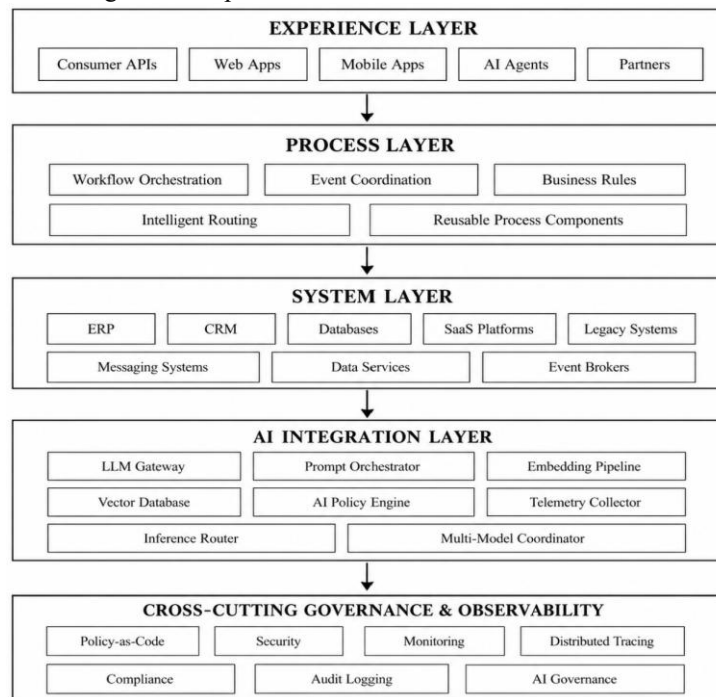 EXPERIENCE LAYER
Consumer APIs Web Apps Mobile Apps AI Agents Partners
PROCESS LAYER
Workflow Orchestration Event Coordination Business Rules
Intelligent Routing Reusable Process Components
SYSTEM LAYER
ERP CRM Databases SaaS Platforms Legacy Systems
Messaging Systems Data Services Event Brokers
AI INTEGRATION LAYER
LLM Gateway Prompt Orchestrator Embedding Pipeline
Vector Database AI Policy Engine Telemetry Collector
Inference Router Multi-Model Coordinator
CROSS-CUTTING GOVERNANCE & OBSERVABILITY
Policy-as-Code Security Monitoring Distributed Tracing
Compliance Audit Logging AI Governance